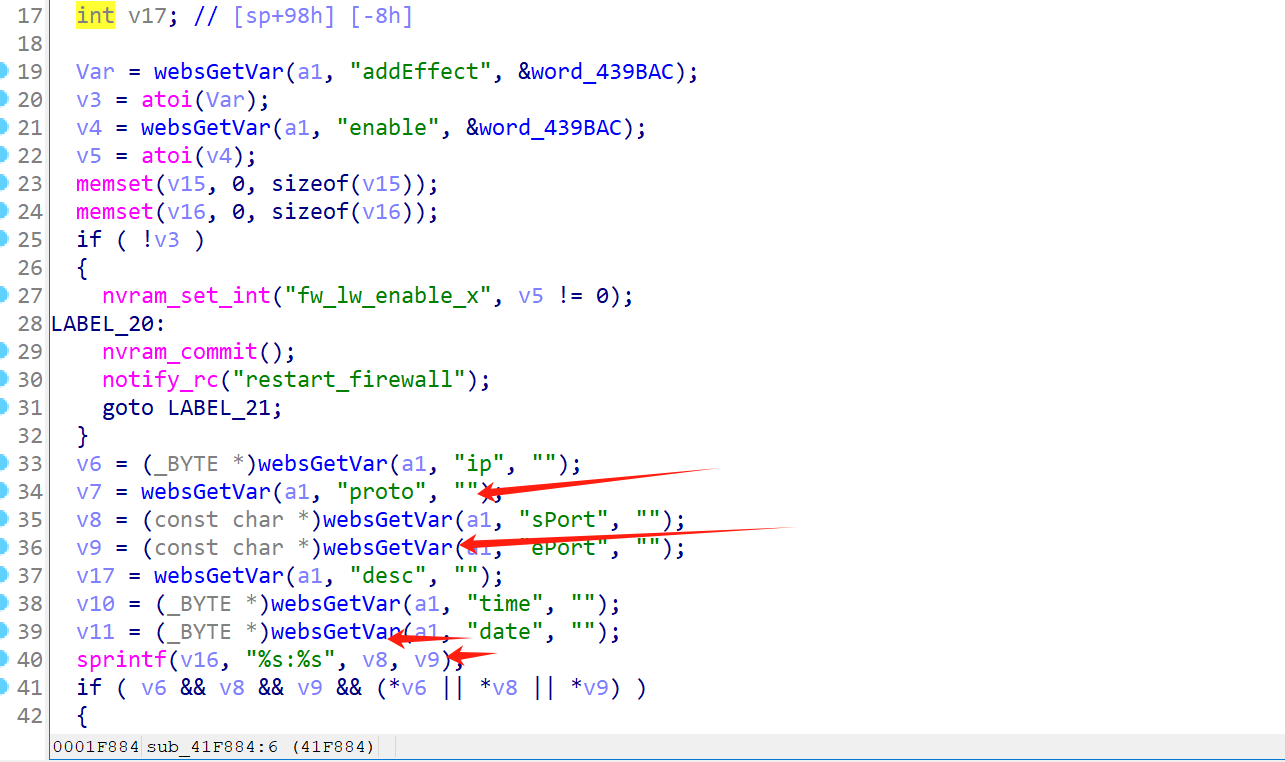 17 int v17; // [sp+98h] [-8h]
18
19 Var = websGetVar(a1, "addEffect", &word_439BAC);
20 v3 = atoi(Var);
21 v4 = websGetVar(a1, "enable", &word_439BAC);
22 v5 = atoi(v4);
23 memset(v15, 0, sizeof(v15));
24 memset(v16, 0, sizeof(v16));
25 if ( !v3 )
26 {
27 nvram_set_int("fw_lw_enable_x", v5 != 0);
28 LABEL_20:
29 nvram_commit();
30 notify_rc("restart_firewall");
31 goto LABEL_21;
32 }
33 v6 = (_BYTE *)websGetVar(a1, "ip", "");
34 v7 = websGetVar(a1, "proto", "");
35 v8 = (const char *)websGetVar(a1, "sPort", "");
36 v9 = (const char *)websGetVar(a1, "ePort", "");
37 v17 = websGetVar(a1, "desc", "");
38 v10 = (_BYTE *)websGetVar(a1, "time", "");
39 v11 = (_BYTE *)websGetVar(a1, "date", "");
40 sprintf(v16, "%s:%s", v8, v9);
41 if ( v6 && v8 && v9 && (*v6 || *v8 || *v9) )
42 {
0001F884 sub_41F884:6 (41F884)